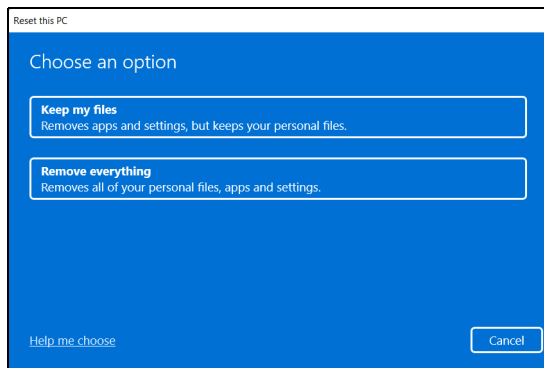 Reset this PC
Choose an option
Keep my files
Removes apps and settings, but keeps your personal files.
Remove everything
Removes all of your personal files, apps and settings.
Help me choose
Cancel